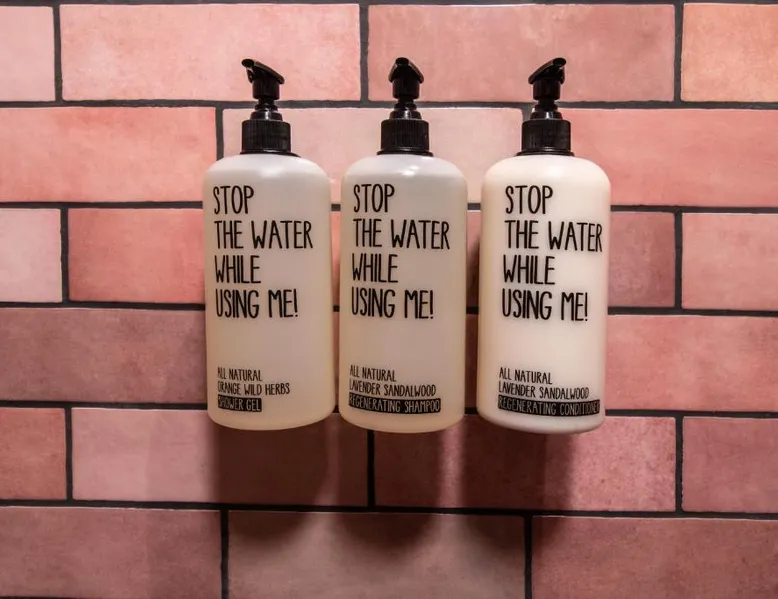 STOP
THE WATER
WHILE
USING ME!
ALL NATURAL
ORANGE WILD HERBS
SHOWER GEL
STOP
THE WATER
WHILE
USING ME!
ALL NATURAL
LAVENDER SANDALWOOD
REGENERATING SHAMPOO
STOP
THE WATER
WHILE
USING ME!
ALL NATURAL
LAVENDER SANDALWOOD
REGENERATING CONDITIONER